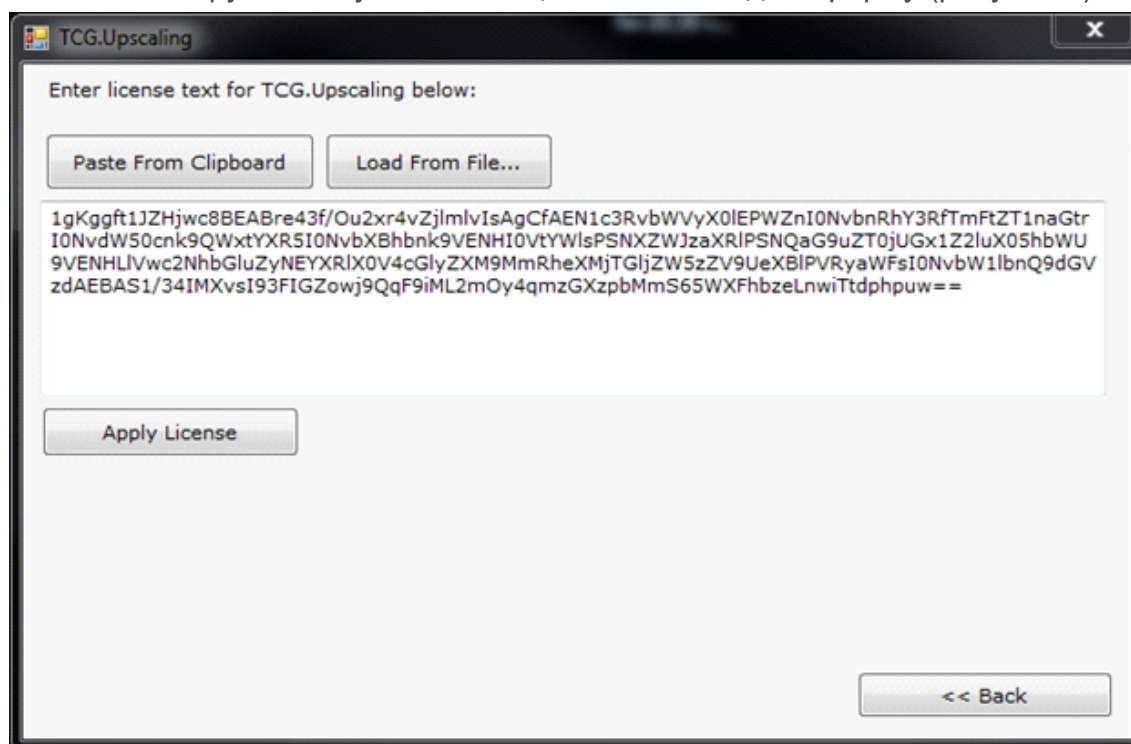 TCG.Upscaling
Enter license text for TCG.Upscaling below:
Paste From Clipboard
Load From File...
1gKggft1JZHjwc8BEABre43f/Ou2xr4vZjlmlvIsAgCfAEN1c3RvbWVyX0lEPWZnI0NvbnRhY3RfTmFtZT1naGtr
I0NvdW50cnk9QWxtYXR5I0NvbXBhbnk9VENHI0VtYWlsPSNXZWJzaXRlPSNQaG9uZT0jUGx1Z2luX05hbWU
9VENHLlVwc2NhbGluZyNEYXRlX0V4cGlyZXM9MmRheXMjTGljZW5zZV9UeXBlPVRyaWFsI0NvbW1lbnQ9dGV
zdAEBAS1/34IMXvsI93FIGZowj9QqF9iML2mOy4qmzGXzpbMmS65WXFhbzeLnwiTtdphpuw==
Apply License
<< Back